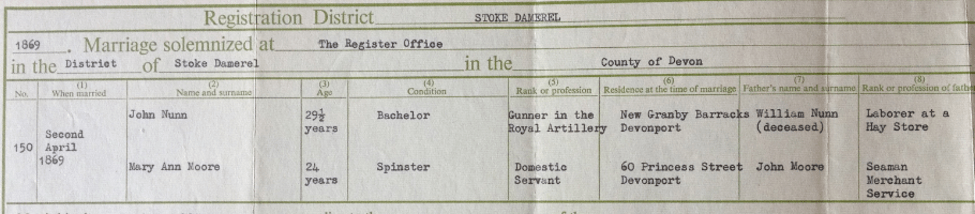 Registration District STOKE DAMEREL
1869 . Marriage solemnized at The Register Office
in the District of Stoke Damerel in the County of Devon
(1) (2) (3) (4) (5) (6) (7) (8)
No. When married Name and surname Age Condition Rank or profession Residence at the time of marriage Father's name and surname Rank or profession of father
John Nunn 29½ Bachelor Gunner in the New Granby Barracks William Nunn Laborer at a
years Royal Artillery Devonport (deceased) Hay Store
Second
April
150 1869
Mary Ann Moore 24 Spinster Domestic 60 Princess Street John Moore Seaman
years Servant Devonport Merchant
Service